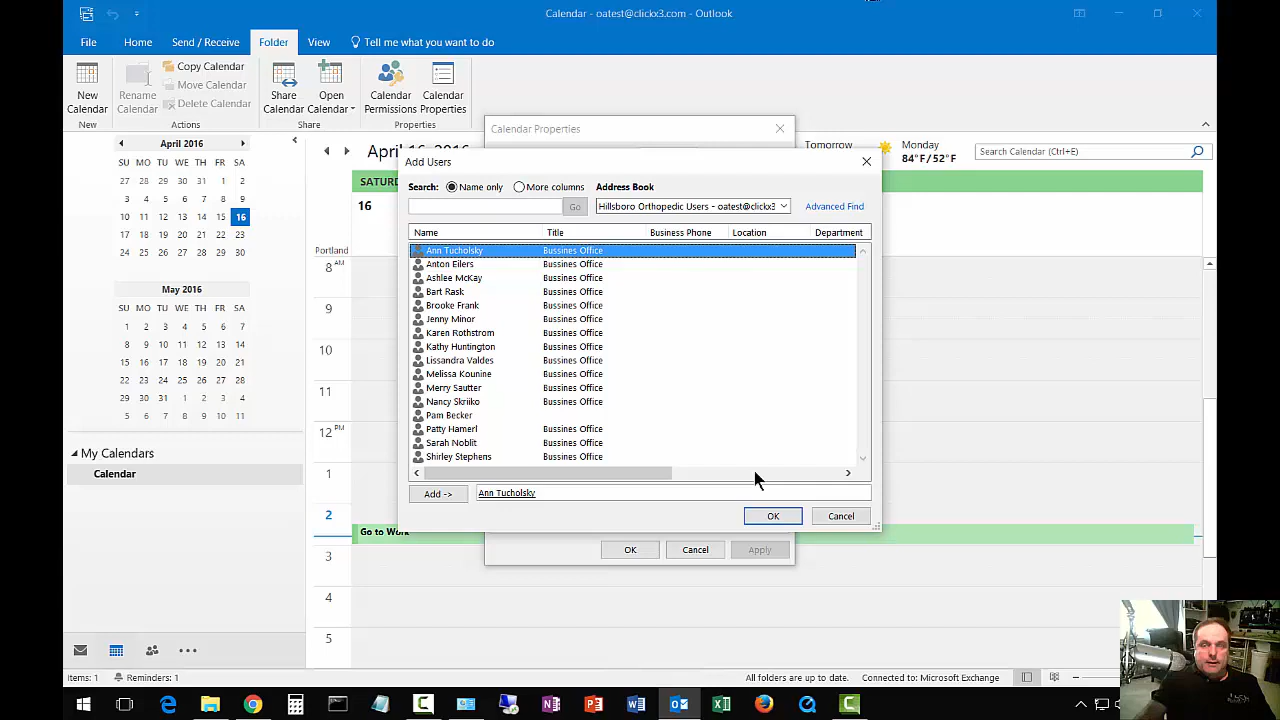 Calendar - oatest@clickx3.com - Outlook
File Home Send / Receive Folder View Tell me what you want to do
New Calendar
Rename Calendar
Copy Calendar
Move Calendar
Delete Calendar
Share Calendar
Open Calendar
Calendar Permissions
Calendar Properties
New Actions Share Properties
April 2016
SU MO TU WE TH FR SA
27 28 29 30 31 1 2
3 4 5 6 7 8 9
10 11 12 13 14 15 16
17 18 19 20 21 22 23
24 25 26 27 28 29 30
May 2016
SU MO TU WE TH FR SA
1 2 3 4 5 6 7
8 9 10 11 12 13 14
15 16 17 18 19 20 21
22 23 24 25 26 27 28
29 30 31 1 2 3 4
5 6 7 8 9 10 11
My Calendars
Calendar
April 16, 2016
Tomorrow
Monday
84°F/52°F
Search Calendar (Ctrl+E)
SATURD
16
Portland
8 AM
9
10
11
12 PM
1
2
3
4
5
Go to Work
Calendar Properties
Add Users
Search: Name only More columns Address Book
Go Hillsboro Orthopedic Users - oatest@clickx3 Advanced Find
Name Title Business Phone Location Department
Ann Tucholsky Bussines Office
Anton Eilers Bussines Office
Ashlee McKay Bussines Office
Bart Rask Bussines Office
Brooke Frank Bussines Office
Jenny Minor Bussines Office
Karen Rothstrom Bussines Office
Kathy Huntington Bussines Office
Lissandra Valdes Bussines Office
Melissa Kounine Bussines Office
Merry Sautter Bussines Office
Nancy Skriiko Bussines Office
Pam Becker
Patty Hamerl Bussines Office
Sarah Noblit Bussines Office
Shirley Stephens Bussines Office
Add -> Ann Tucholsky
OK Cancel
OK Cancel Apply
items: 1 Reminders: 1 All folders are up to date. Connected to: Microsoft Exchange